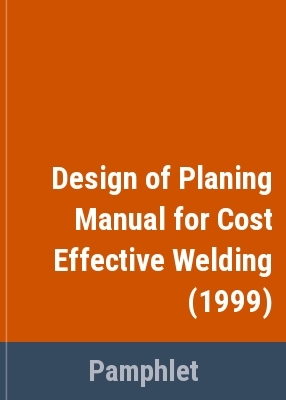 Design of Planing
Manual for Cost
Effective Welding
(1999)
Pamphlet